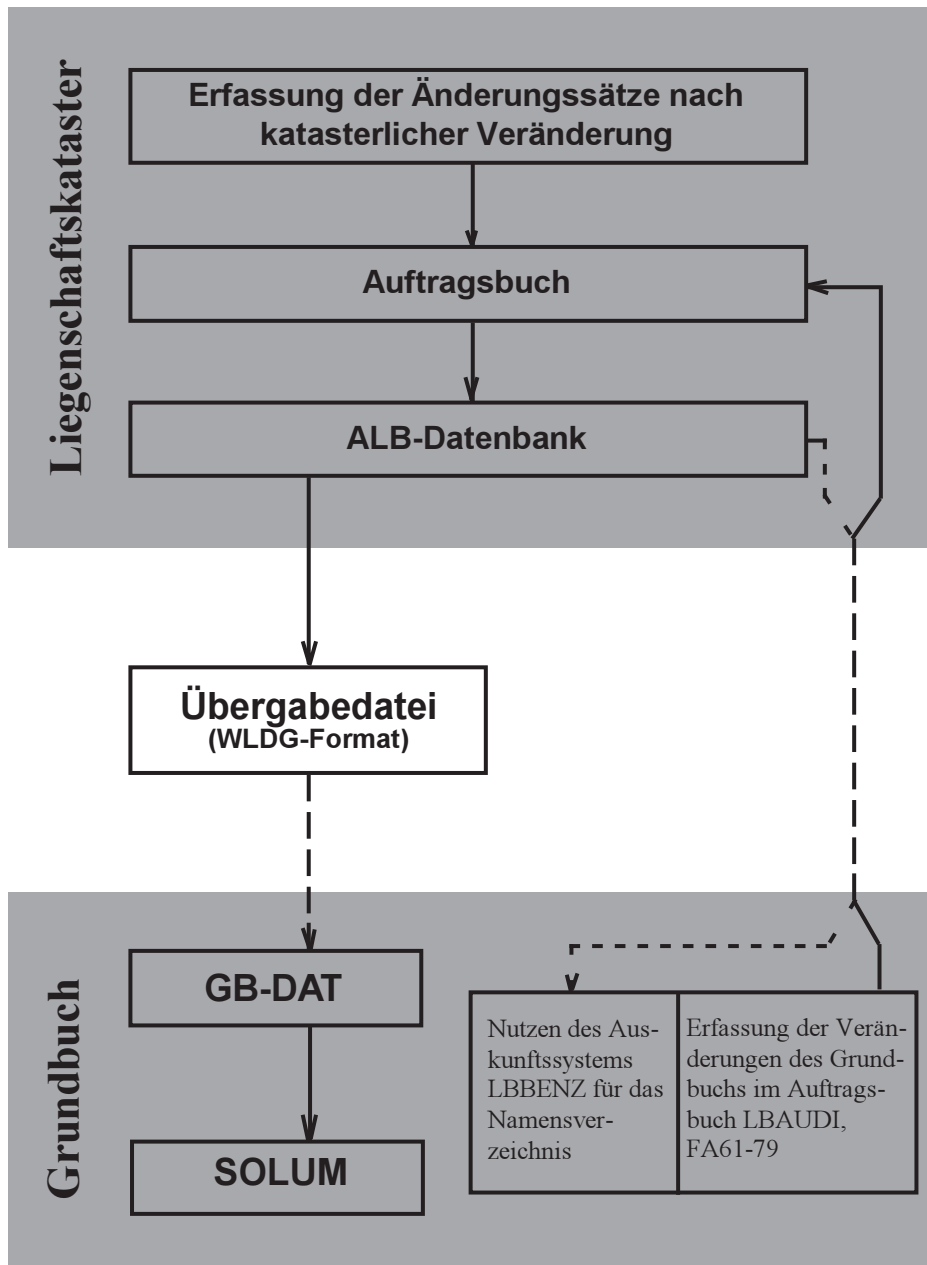 Liegenschaftskataster
Erfassung der Änderungssätze nach
katasterlicher Veränderung
Auftragsbuch
ALB-Datenbank
Übergabedatei
(WLDG-Format)
Grundbuch
GB-DAT
SOLUM
Nutzen des Aus-
kunftssystems
LBBENZ für das
Namensver-
zeichnis
Erfassung der Verän-
derungen des Grund-
buchs im Auftrags-
buch LBAUDI,
FA61-79